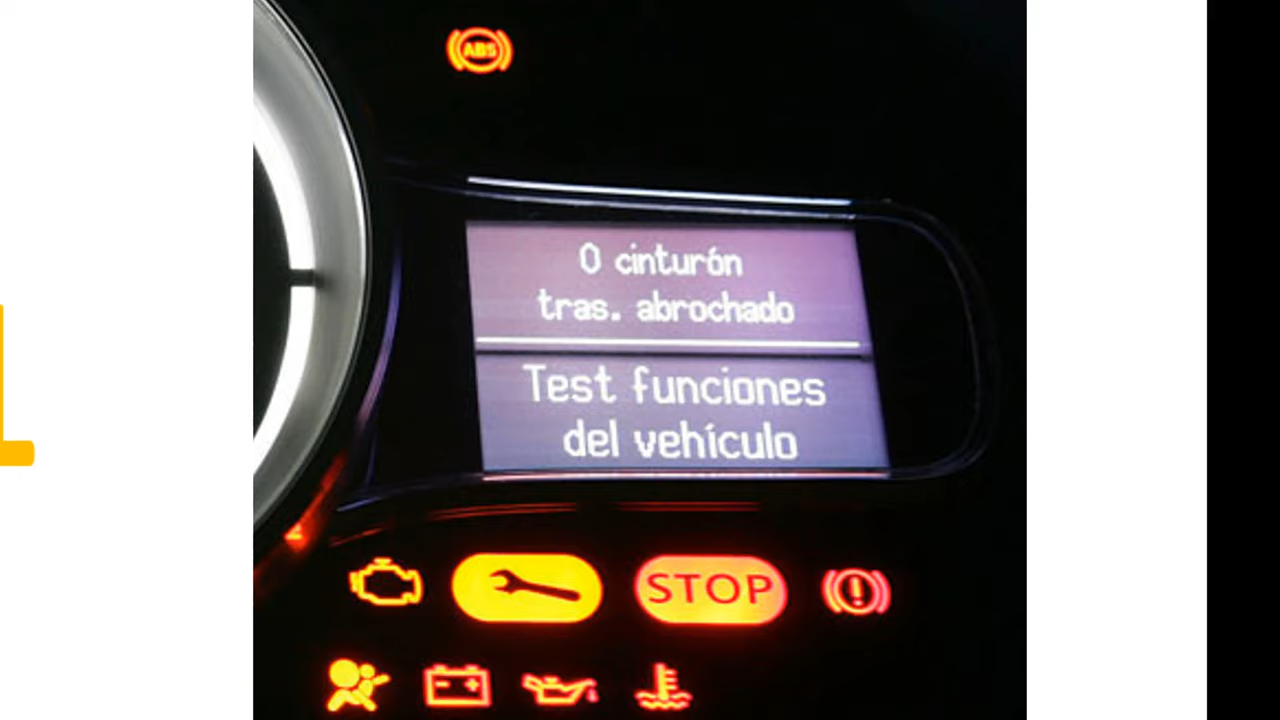 ABS
0 cinturón
tras. abrochado
Test funciones
del vehículo
STOP